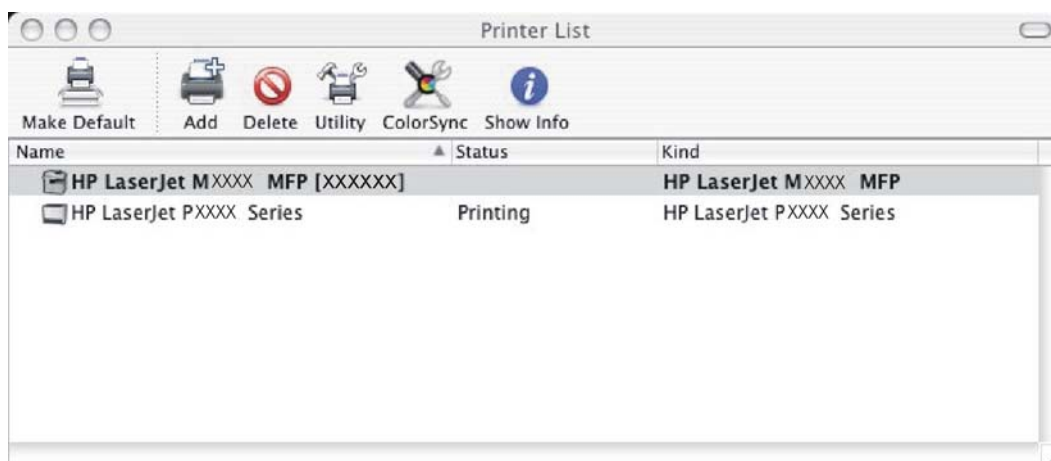 Printer List
Make Default Add Delete Utility ColorSync Show Info
Name Status Kind
HP LaserJet MXXXX MFP [XXXXXX] HP LaserJet MXXXX MFP
HP LaserJet PXXXX Series Printing HP LaserJet PXXXX Series